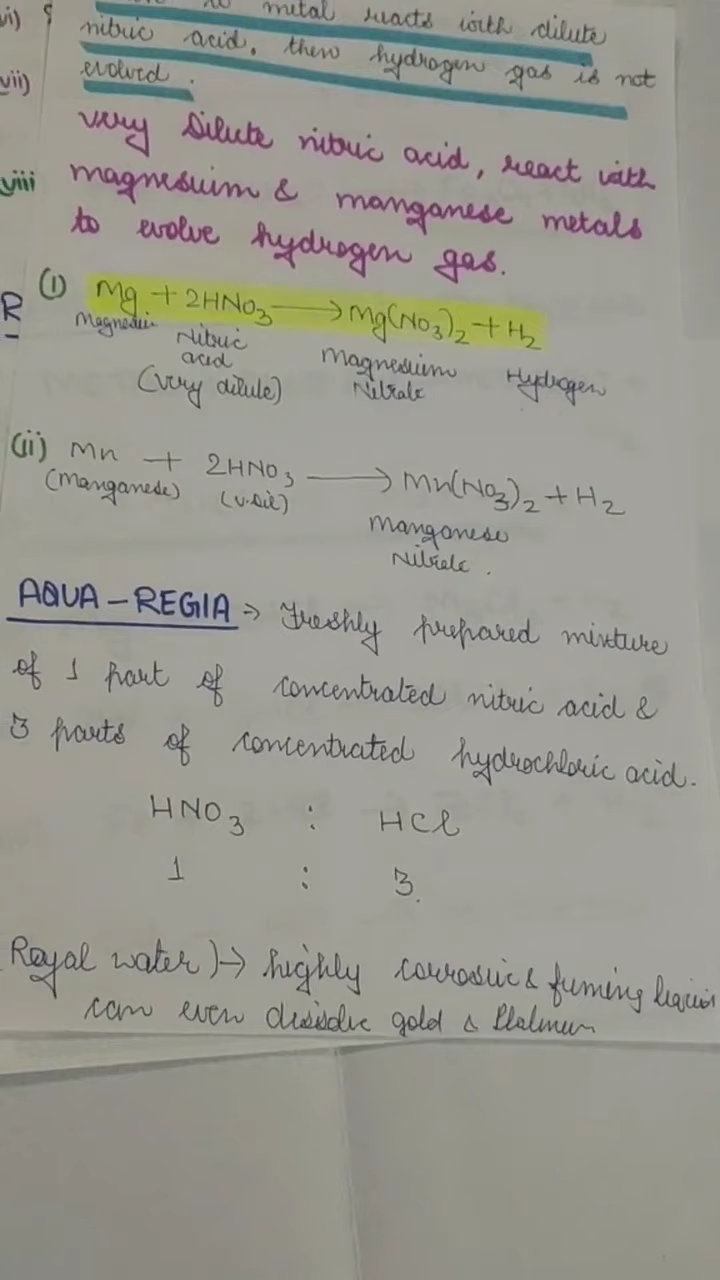 vi)
metal reacts with dilute
nitric acid, then hydrogen gas is not
vii)
evolved.
very Dilute nitric acid, react with
viii
magnesuim & manganese metals
to evolve hydrogen gas.
R
(i) Mg + 2HNO3 → Mg(NO3)2 + H2
Nitric acid
(very dilute)
Magnesuim Nitrate
Hydrogen
(ii) Mn + 2HNO3 → Mn(NO3)2 + H2
(Manganese) (v.dil)
Manganese
Nitrate.
AQUA-REGIA → Freshly prepared mixture
of 1 part of concentrated nitric acid &
3 parts of concentrated hydrochloric acid.
HNO3 : HCl
1 : 3.
Royal water) → highly corrosive & fuming liquid
can even dissolve gold & Platinum